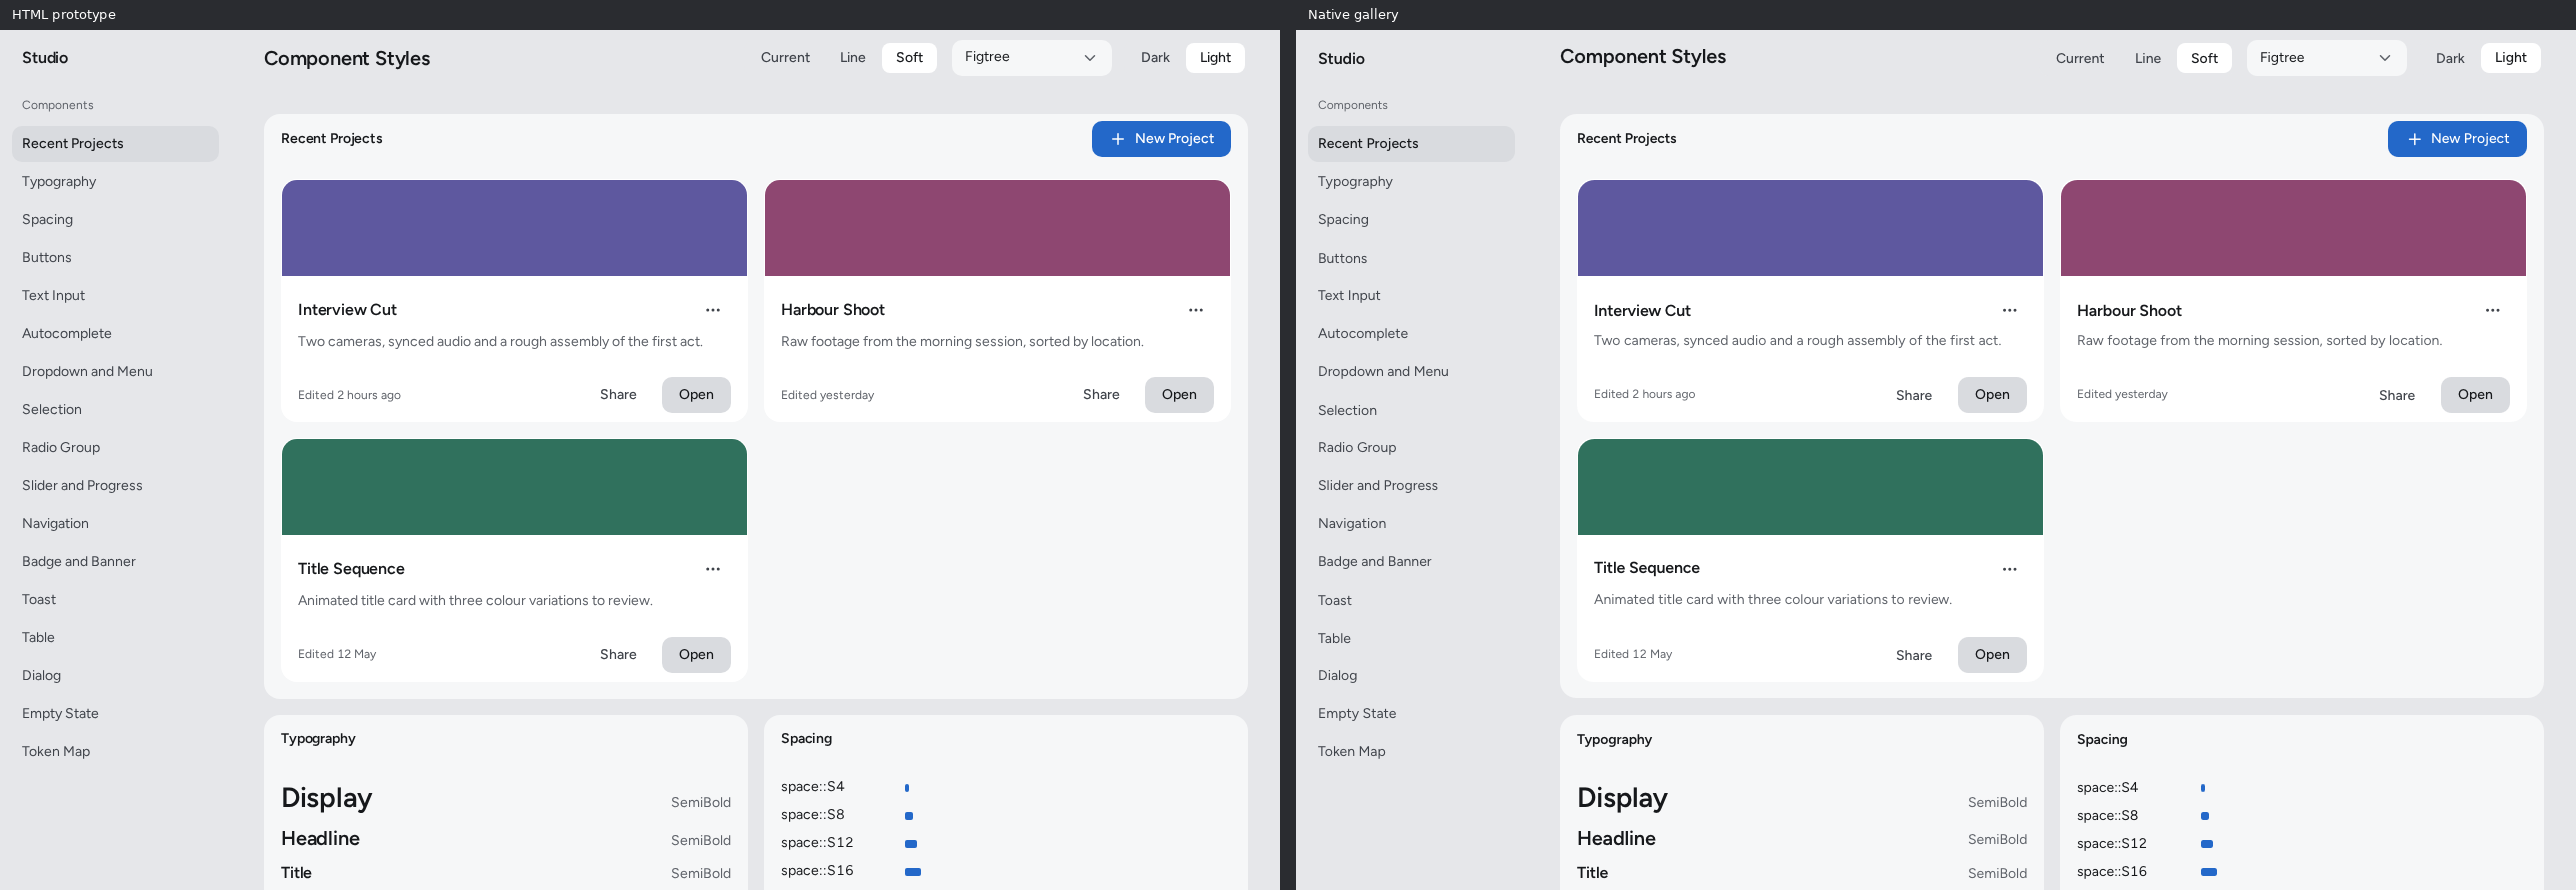 HTML prototype
Studio
Component Styles
Current Line Soft Figtree Dark Light
Components
Recent Projects
Typography
Spacing
Buttons
Text Input
Autocomplete
Dropdown and Menu
Selection
Radio Group
Slider and Progress
Navigation
Badge and Banner
Toast
Table
Dialog
Empty State
Token Map
Recent Projects
New Project
Interview Cut
Two cameras, synced audio and a rough assembly of the first act.
Edited 2 hours ago Share Open
Harbour Shoot
Raw footage from the morning session, sorted by location.
Edited yesterday Share Open
Title Sequence
Animated title card with three colour variations to review.
Edited 12 May Share Open
Typography
Display SemiBold
Headline SemiBold
Title SemiBold
Spacing
space::S4
space::S8
space::S12
space::S16
Native gallery
Studio
Component Styles
Current Line Soft Figtree Dark Light
Components
Recent Projects
Typography
Spacing
Buttons
Text Input
Autocomplete
Dropdown and Menu
Selection
Radio Group
Slider and Progress
Navigation
Badge and Banner
Toast
Table
Dialog
Empty State
Token Map
Recent Projects
New Project
Interview Cut
Two cameras, synced audio and a rough assembly of the first act.
Edited 2 hours ago Share Open
Harbour Shoot
Raw footage from the morning session, sorted by location.
Edited yesterday Share Open
Title Sequence
Animated title card with three colour variations to review.
Edited 12 May Share Open
Typography
Display SemiBold
Headline SemiBold
Title SemiBold
Spacing
space::S4
space::S8
space::S12
space::S16